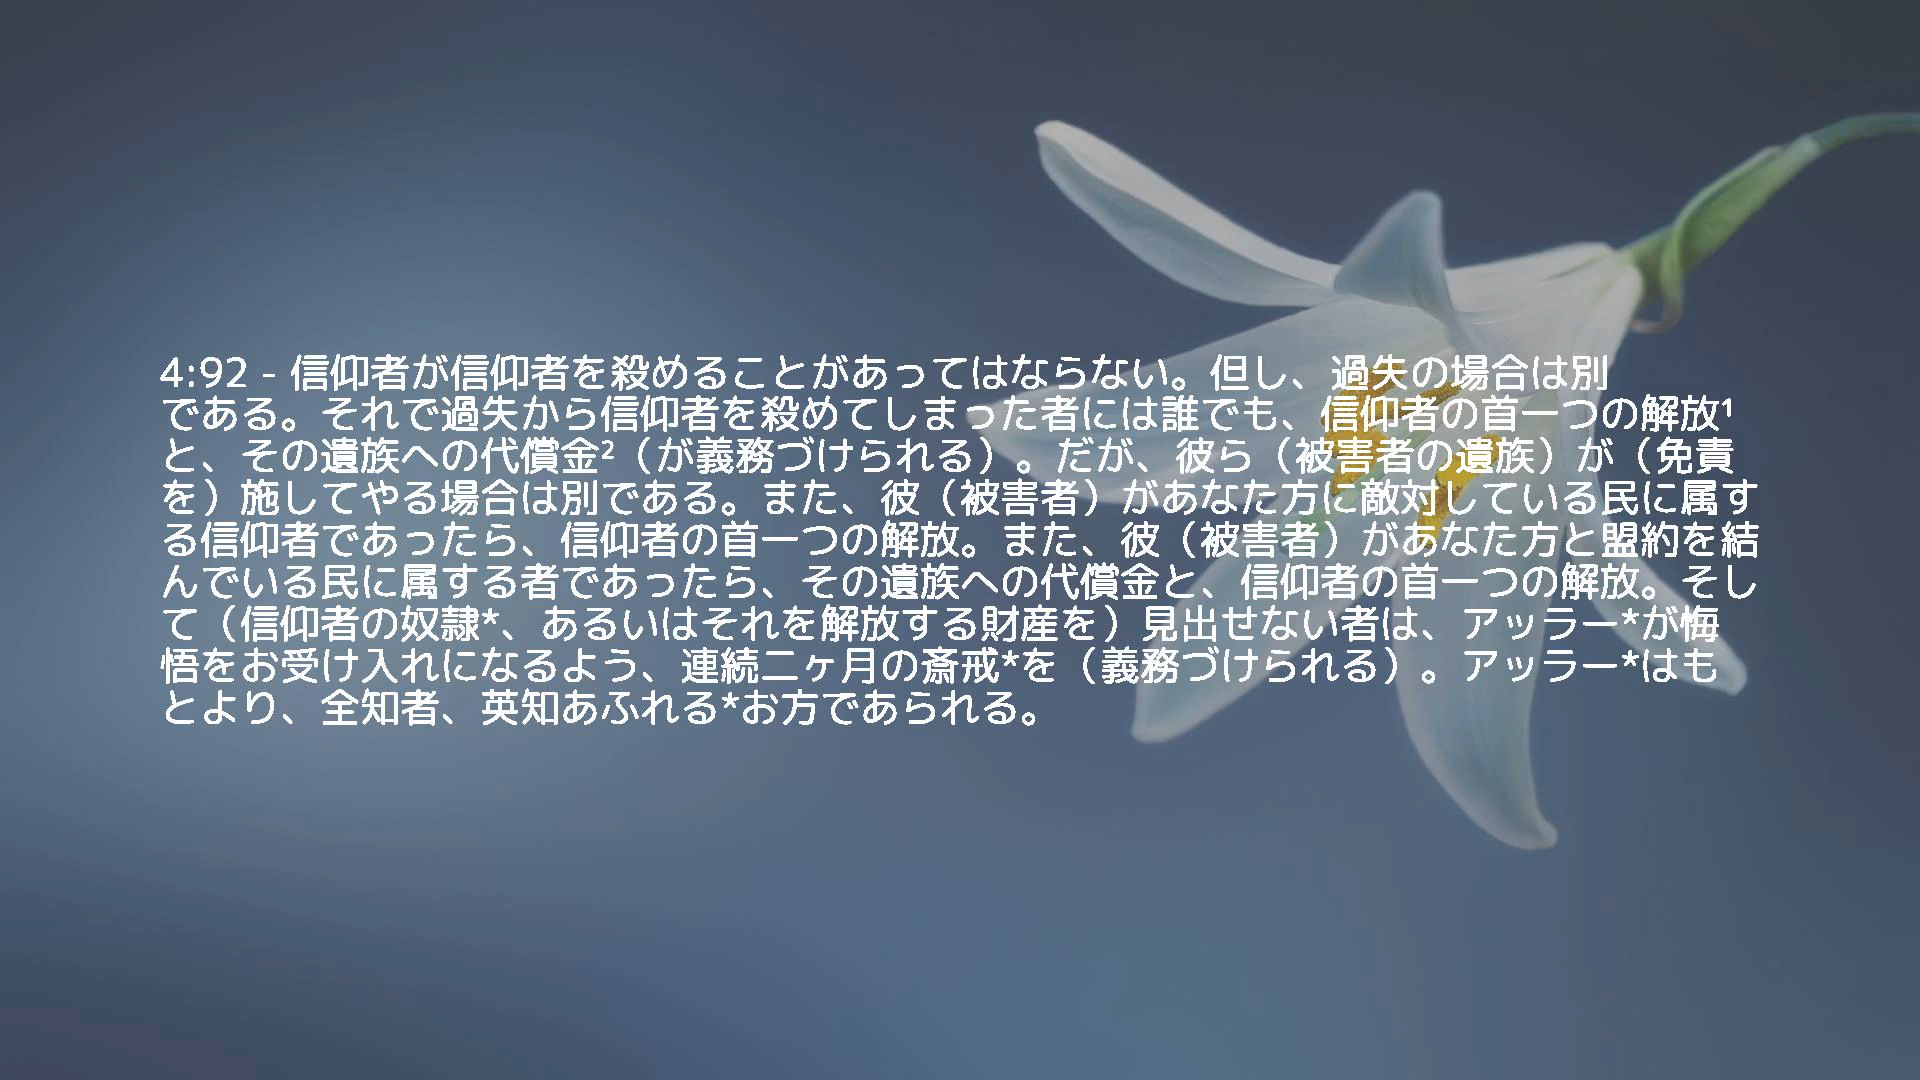 4:92 - 信仰者が信仰者を殺めることがあってはならない。但し、過失の場合は別
である。それで過失から信仰者を殺めてしまった者には誰でも、信仰者の首一つの解放¹
と、その遺族への代償金²（が義務づけられる）。だが、彼ら（被害者の遺族）が（免責
を）施してやる場合は別である。また、彼（被害者）があなた方に敵対している民に属す
る信仰者であったら、信仰者の首一つの解放。また、彼（被害者）があなた方と盟約を結
んでいる民に属する者であったら、その遺族への代償金と、信仰者の首一つの解放。そし
て（信仰者の奴隷*、あるいはそれを解放する財産を）見出せない者は、アッラー*が悔
悟をお受け入れになるよう、連続二ヶ月の斎戒*を（義務づけられる）。アッラー*はも
とより、全知者、英知あふれる*お方であられる。